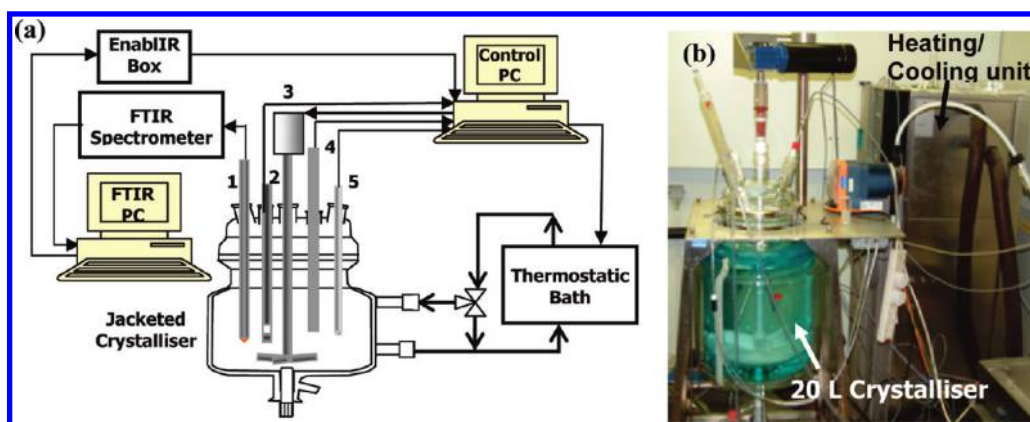 (a)
EnablIR
Box
Control
PC
3
FTIR
Spectrometer
4
1
2
5
FTIR
PC
Thermostatic
Bath
Jacketed
Crystalliser
(b)
Heating/
Cooling unit
20 L Crystalliser